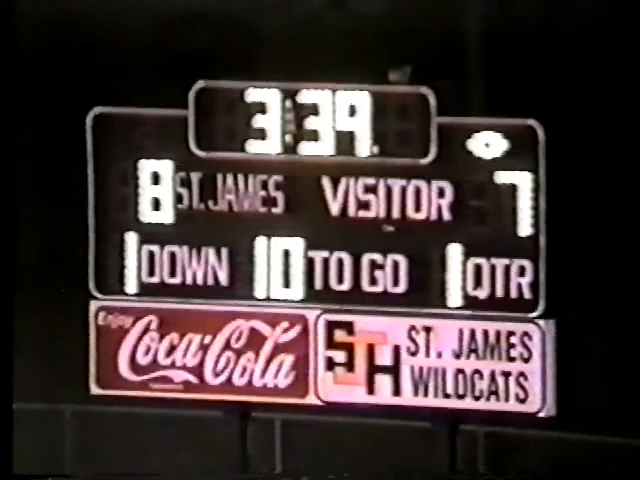 3:39
8 ST. JAMES VISITOR 7
1 DOWN 10 TO GO 1 QTR
Enjoy
Coca-Cola
SJH
ST. JAMES
WILDCATS